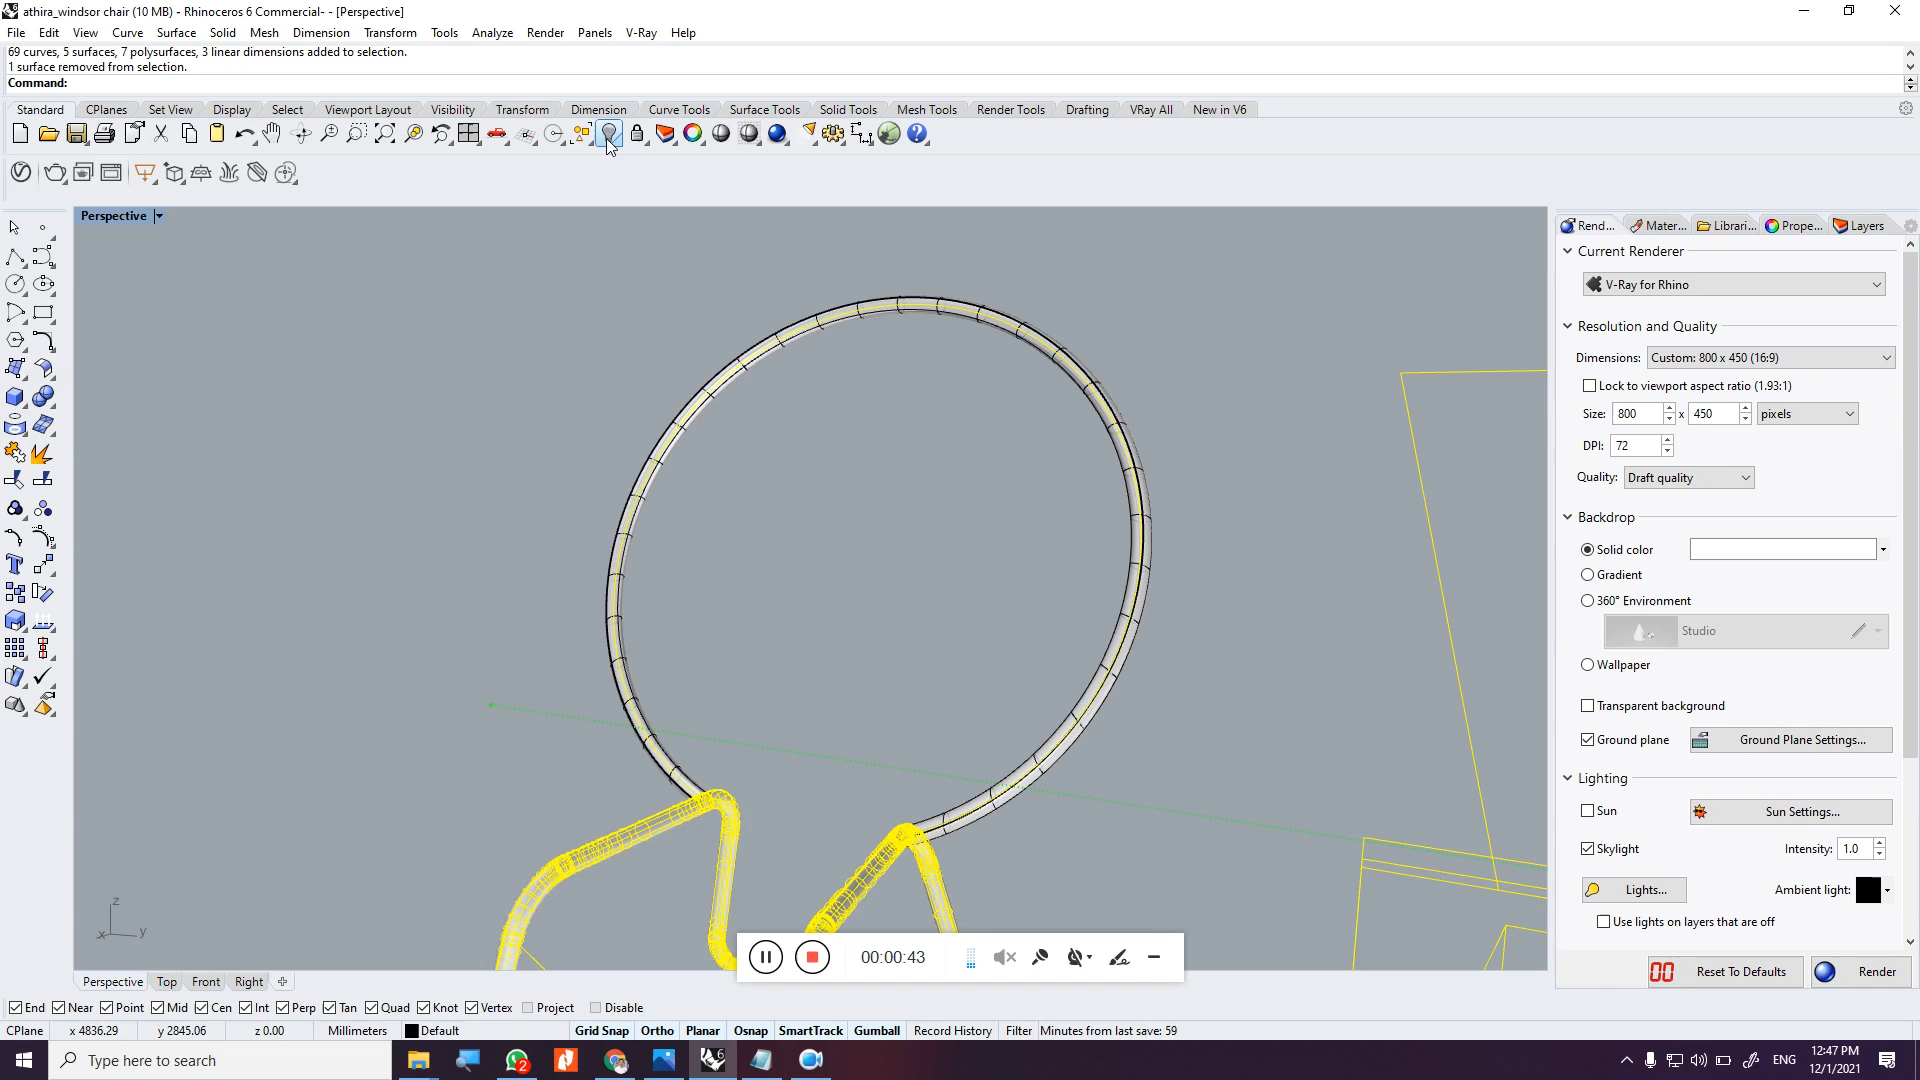 athira_windsor chair (10 MB) - Rhinoceros 6 Commercial- - [Perspective]
File Edit View Curve Surface Solid Mesh Dimension Transform Tools Analyze Render Panels V-Ray Help
69 curves, 5 surfaces, 7 polysurfaces, 3 linear dimensions added to selection.
1 surface removed from selection.
Command:
Standard CPlanes Set View Display Select Viewport Layout Visibility Transform Dimension Curve Tools Surface Tools Solid Tools Mesh Tools Render Tools Drafting VRay All New in V6
Perspective
Rend... Mater... Librari... Prope... Layers
Current Renderer
V-Ray for Rhino
Resolution and Quality
Dimensions: Custom: 800 x 450 (16:9)
Lock to viewport aspect ratio (1.93:1)
Size: 800 x 450 pixels
DPI: 72
Quality: Draft quality
Backdrop
Solid color
Gradient
360° Environment
Studio
Wallpaper
Transparent background
Ground plane Ground Plane Settings...
Lighting
Sun Sun Settings...
Skylight Intensity: 1.0
Lights... Ambient light:
Use lights on layers that are off
Reset To Defaults Render
z
x y
00:00:43
Perspective Top Front Right
End Near Point Mid Cen Int Perp Tan Quad Knot Vertex Project Disable
CPlane x 4836.29 y 2845.06 z 0.00 Millimeters Default Grid Snap Ortho Planar Osnap SmartTrack Gumball Record History Filter Minutes from last save: 59
Type here to search
2
6
ENG
12:47 PM
12/1/2021